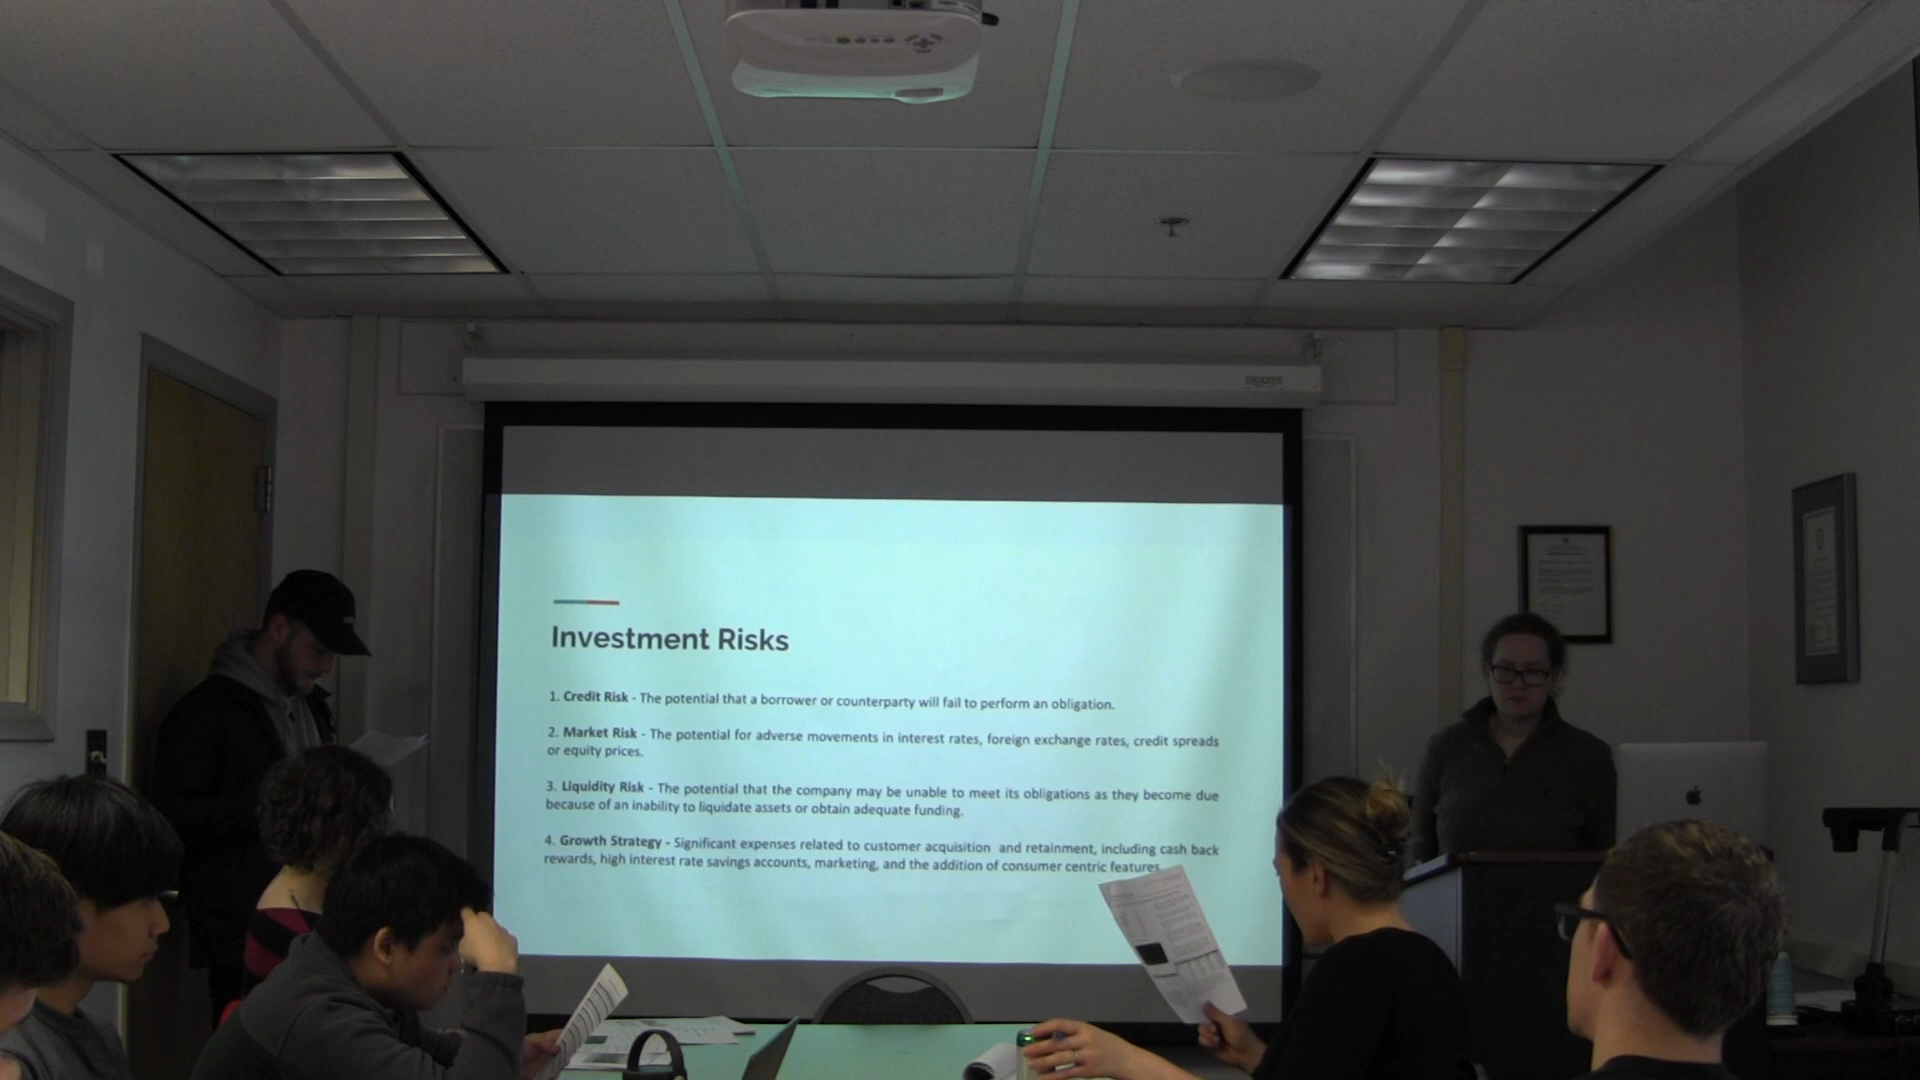 Investment Risks
1. Credit Risk - The potential that a borrower or counterparty will fail to perform an obligation.
2. Market Risk - The potential for adverse movements in interest rates, foreign exchange rates, credit spreads
or equity prices.
3. Liquidity Risk - The potential that the company may be unable to meet its obligations as they become due
because of an inability to liquidate assets or obtain adequate funding.
4. Growth Strategy - Significant expenses related to customer acquisition and retainment, including cash back
rewards, high interest rate savings accounts, marketing, and the addition of consumer centric features